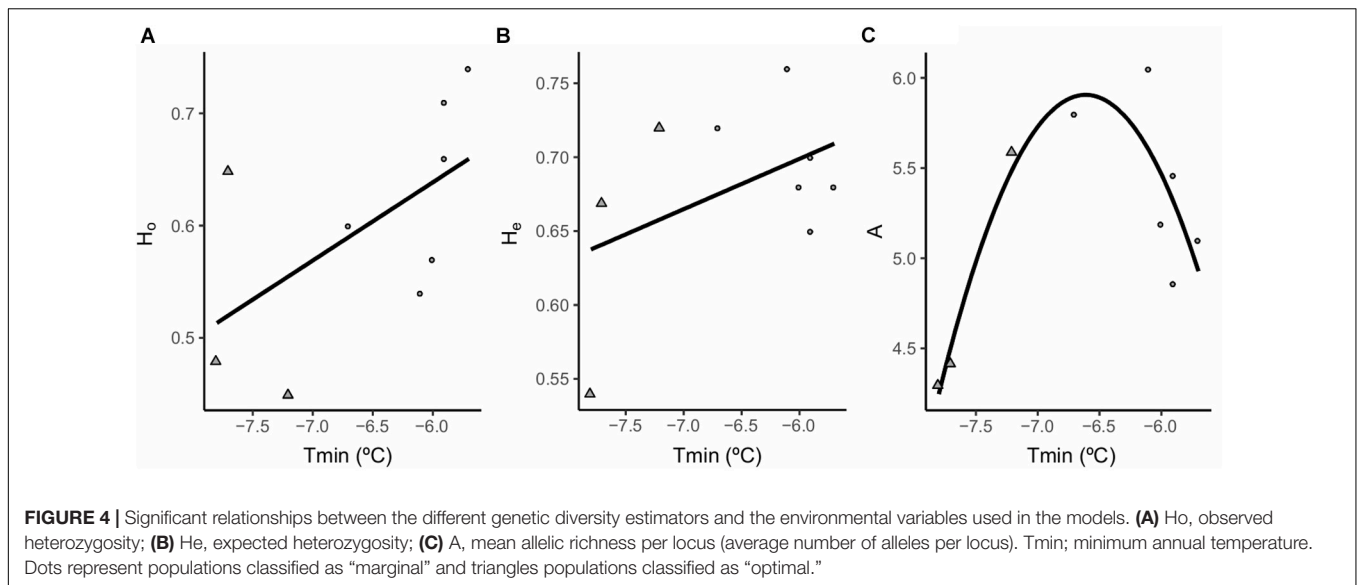 A
B
C
0.7
0.6
0.5
Ho
−7.5 −7.0 −6.5 −6.0
Tmin (ºC)
0.75
0.70
0.65
0.60
0.55
He
−7.5 −7.0 −6.5 −6.0
Tmin (ºC)
6.0
5.5
5.0
4.5
A
−7.5 −7.0 −6.5 −6.0
Tmin (ºC)
FIGURE 4 | Significant relationships between the different genetic diversity estimators and the environmental variables used in the models. (A) Ho, observed
heterozygosity; (B) He, expected heterozygosity; (C) A, mean allelic richness per locus (average number of alleles per locus). Tmin; minimum annual temperature.
Dots represent populations classified as “marginal” and triangles populations classified as “optimal.”